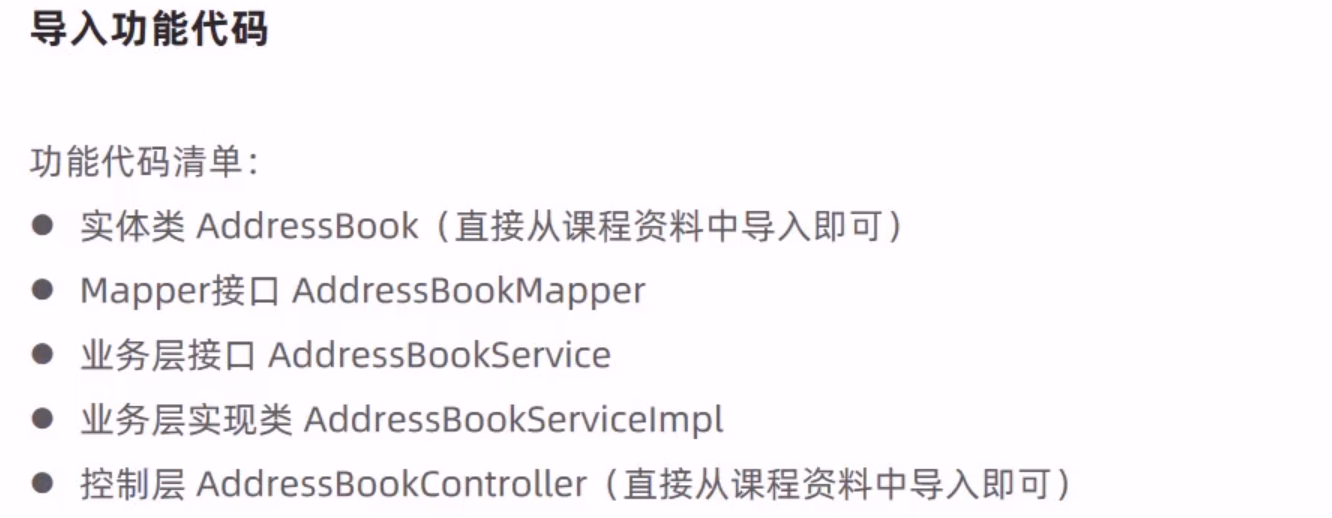 导入功能代码
功能代码清单：
● 实体类 AddressBook（直接从课程资料中导入即可）
● Mapper接口 AddressBookMapper
● 业务层接口 AddressBookService
● 业务层实现类 AddressBookServiceImpl
● 控制层 AddressBookController（直接从课程资料中导入即可）